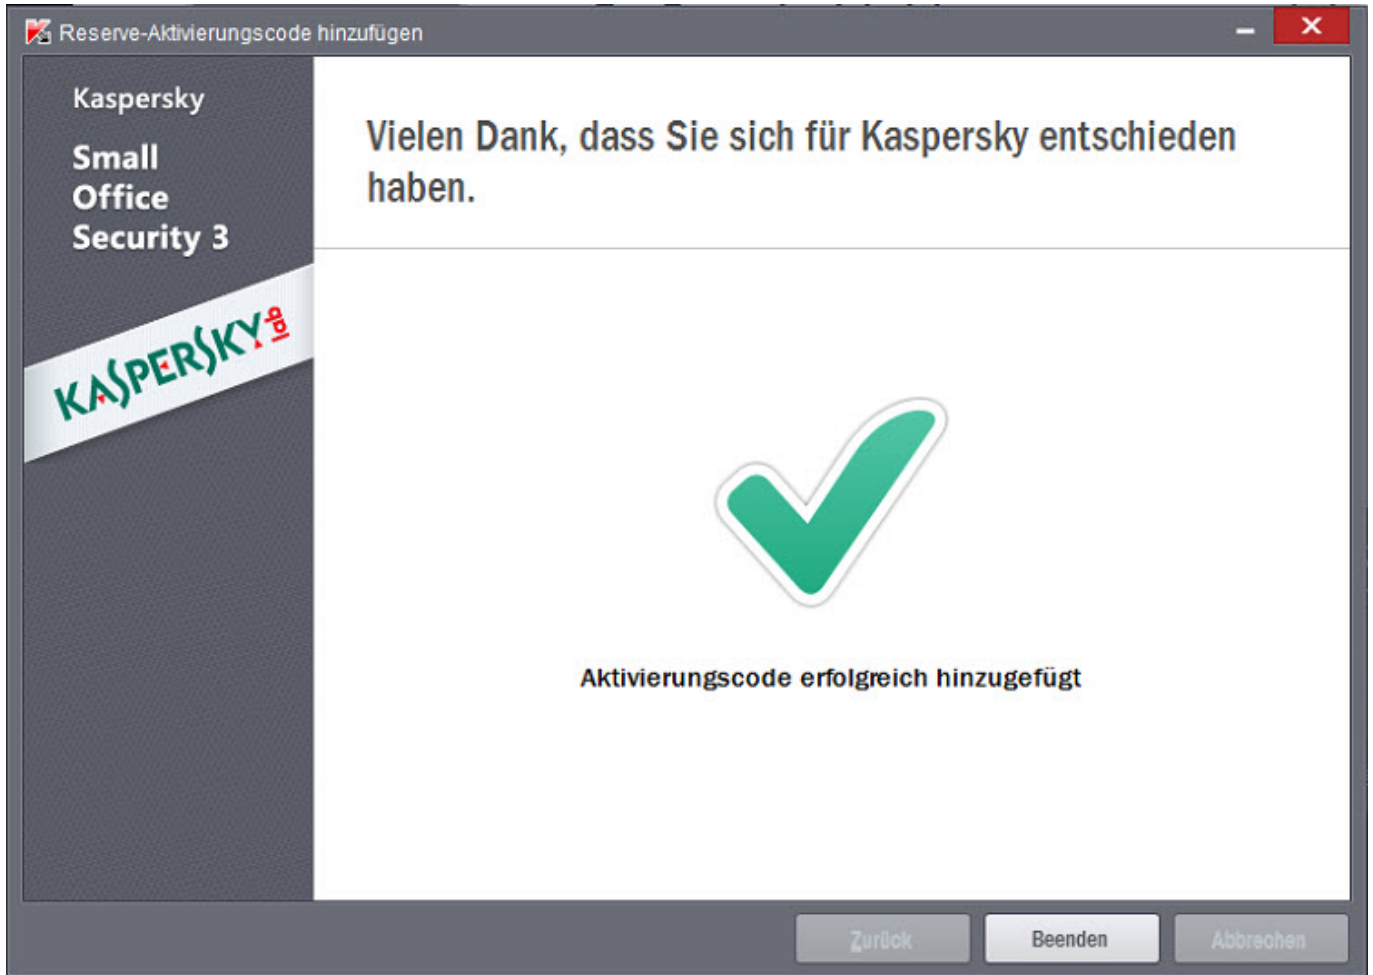 Reserve-Aktivierungscode hinzufügen
Kaspersky
Small
Office
Security 3
KASPERSKY lab
Vielen Dank, dass Sie sich für Kaspersky entschieden
haben.
Aktivierungscode erfolgreich hinzugefügt
Zurück
Beenden
Abbrechen